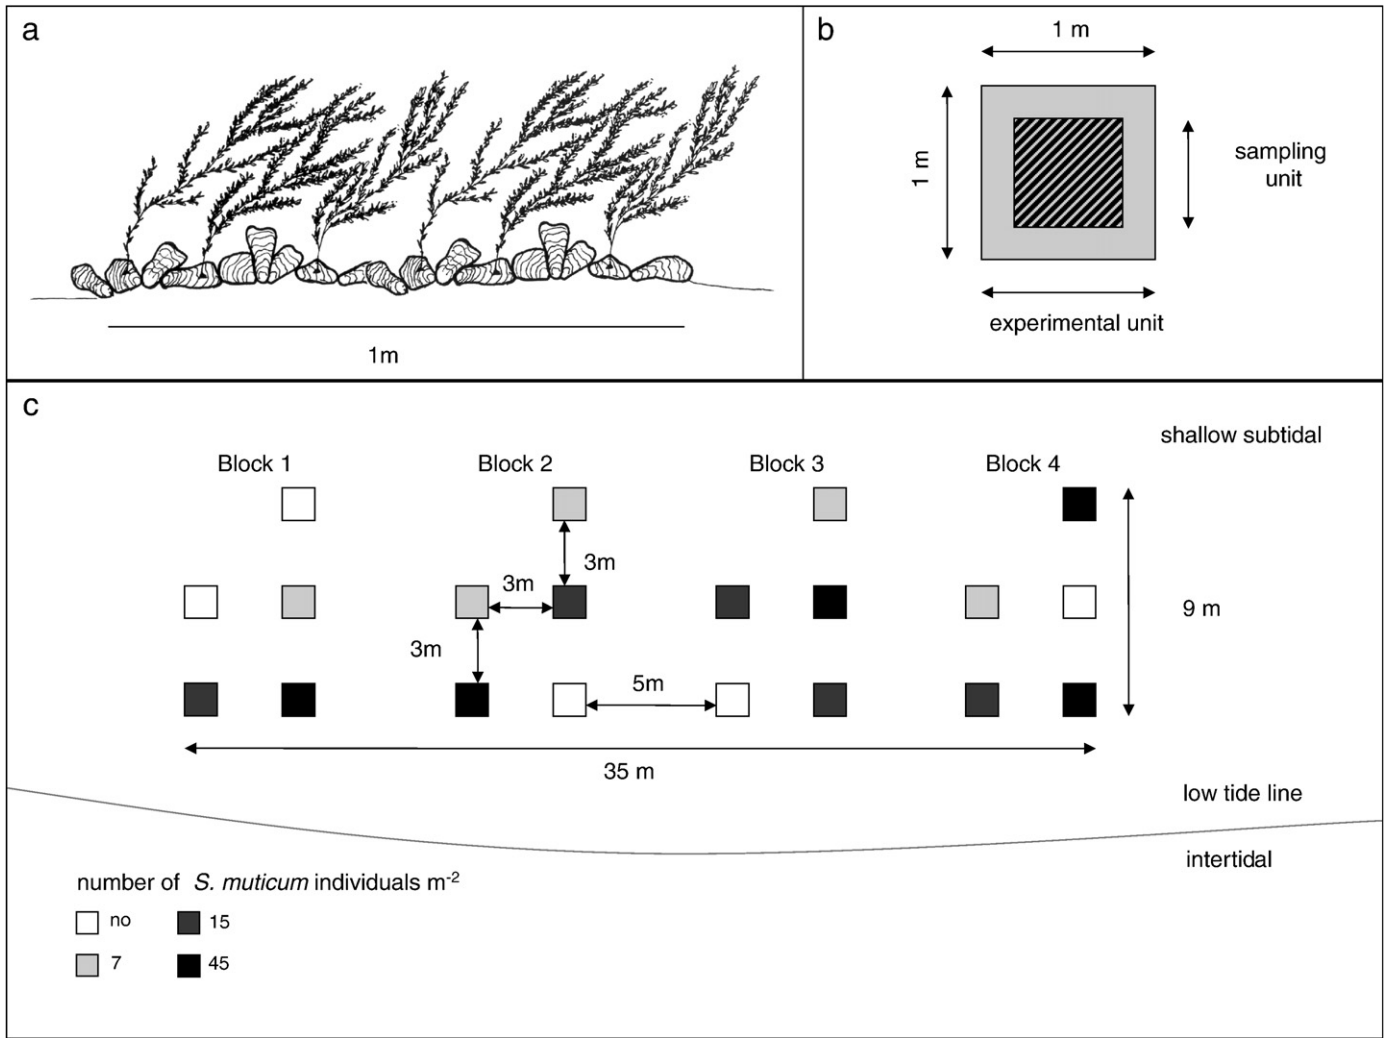 a
1m
b
1 m
1 m
sampling
unit
experimental unit
c
shallow subtidal
Block 1
Block 2
Block 3
Block 4
3m
3m
3m
9 m
5m
35 m
low tide line
intertidal
number of S. muticum individuals m-2
no
15
7
45